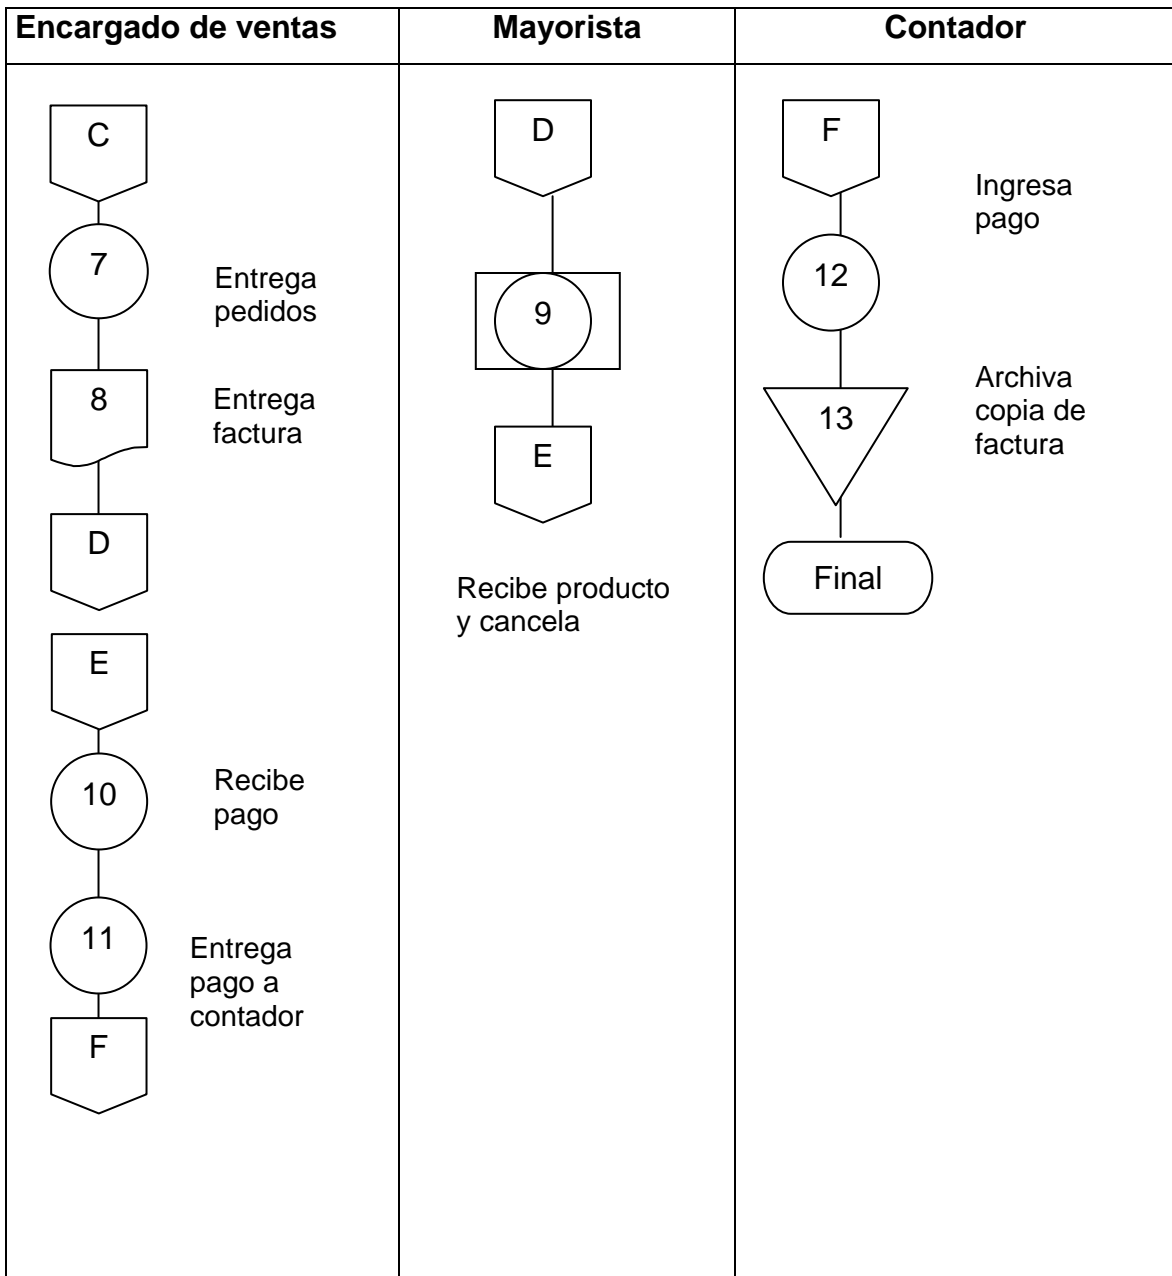 Encargado de ventas
Mayorista
Contador
C
7
Entrega
pedidos
8
Entrega
factura
D
E
10
Recibe
pago
11
Entrega
pago a
contador
F
D
9
E
Recibe producto
y cancela
F
Ingresa
pago
12
Archiva
copia de
factura
13
Final